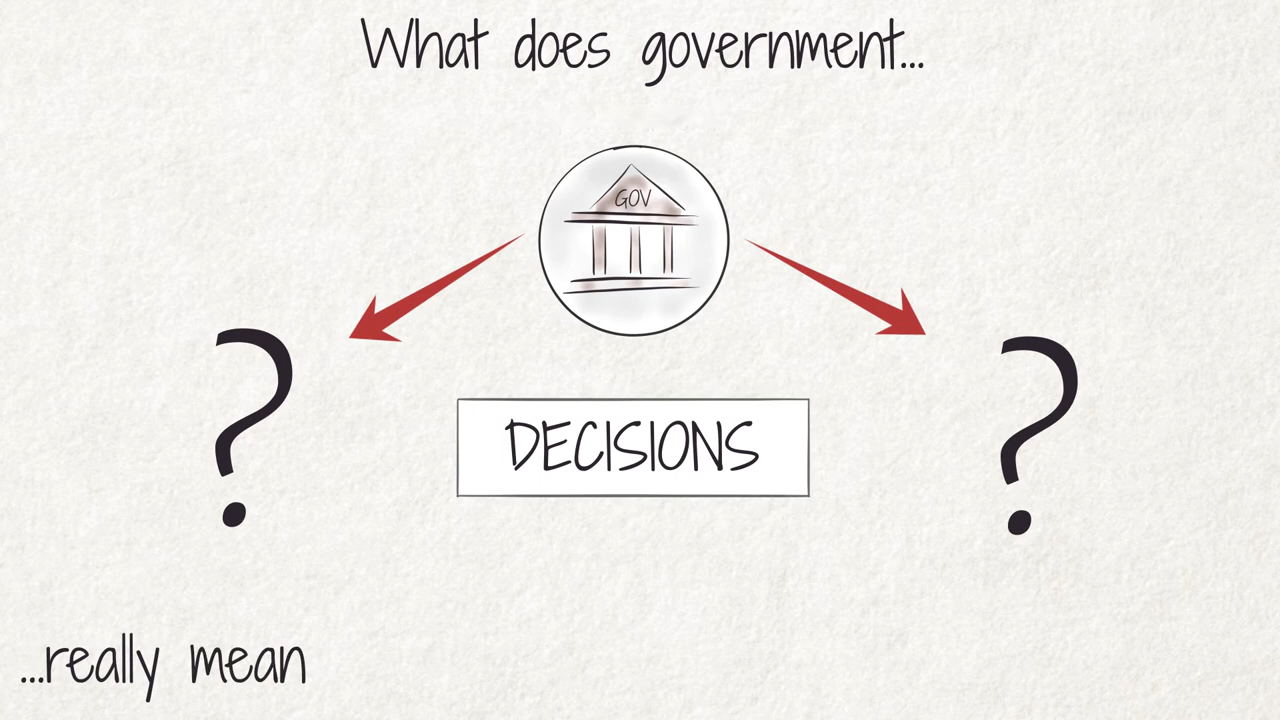 What does government...
GOV
?
?
DECISIONS
...really mean